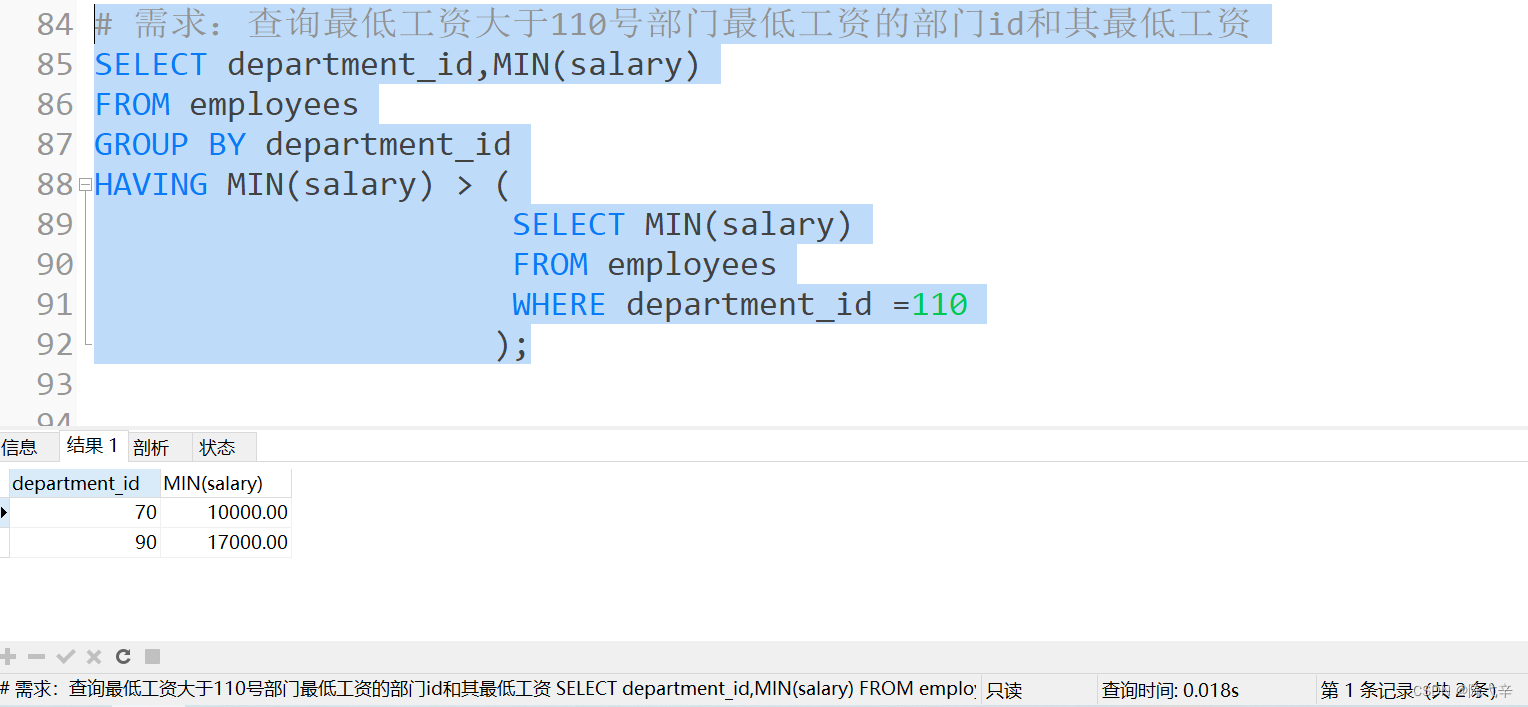 84 # 需求：查询最低工资大于110号部门最低工资的部门id和其最低工资
85 SELECT department_id,MIN(salary)
86 FROM employees
87 GROUP BY department_id
88 HAVING MIN(salary) > (
89 SELECT MIN(salary)
90 FROM employees
91 WHERE department_id =110
92 );
93
94
信息 结果 1 剖析 状态
department_id MIN(salary)
70 10000.00
90 17000.00
# 需求：查询最低工资大于110号部门最低工资的部门id和其最低工资 SELECT department_id,MIN(salary) FROM employ 只读 查询时间: 0.018s 第 1 条记录 (共 2 条)